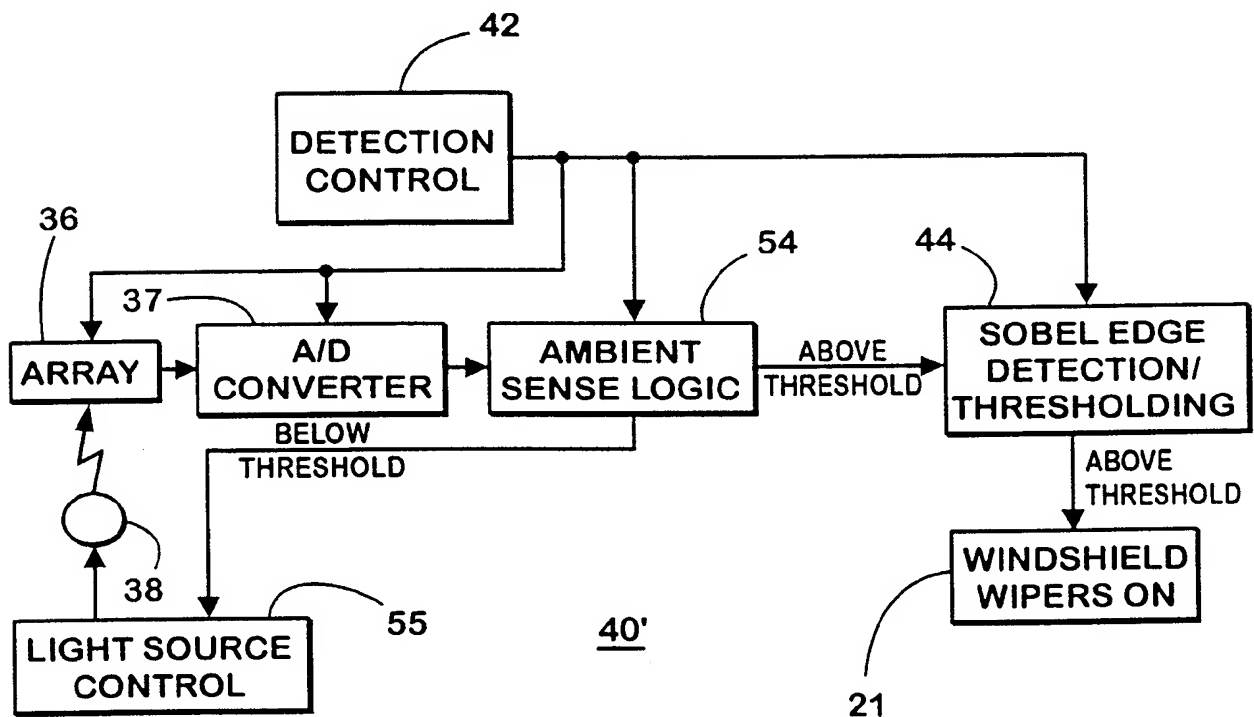 42
DETECTION
CONTROL
36
37
54
44
ARRAY
A/D
CONVERTER
AMBIENT
SENSE LOGIC
ABOVE
THRESHOLD
SOBEL EDGE
DETECTION/
THRESHOLDING
BELOW
THRESHOLD
ABOVE
THRESHOLD
38
WINDSHIELD
WIPERS ON
LIGHT SOURCE
CONTROL
55
40'
21